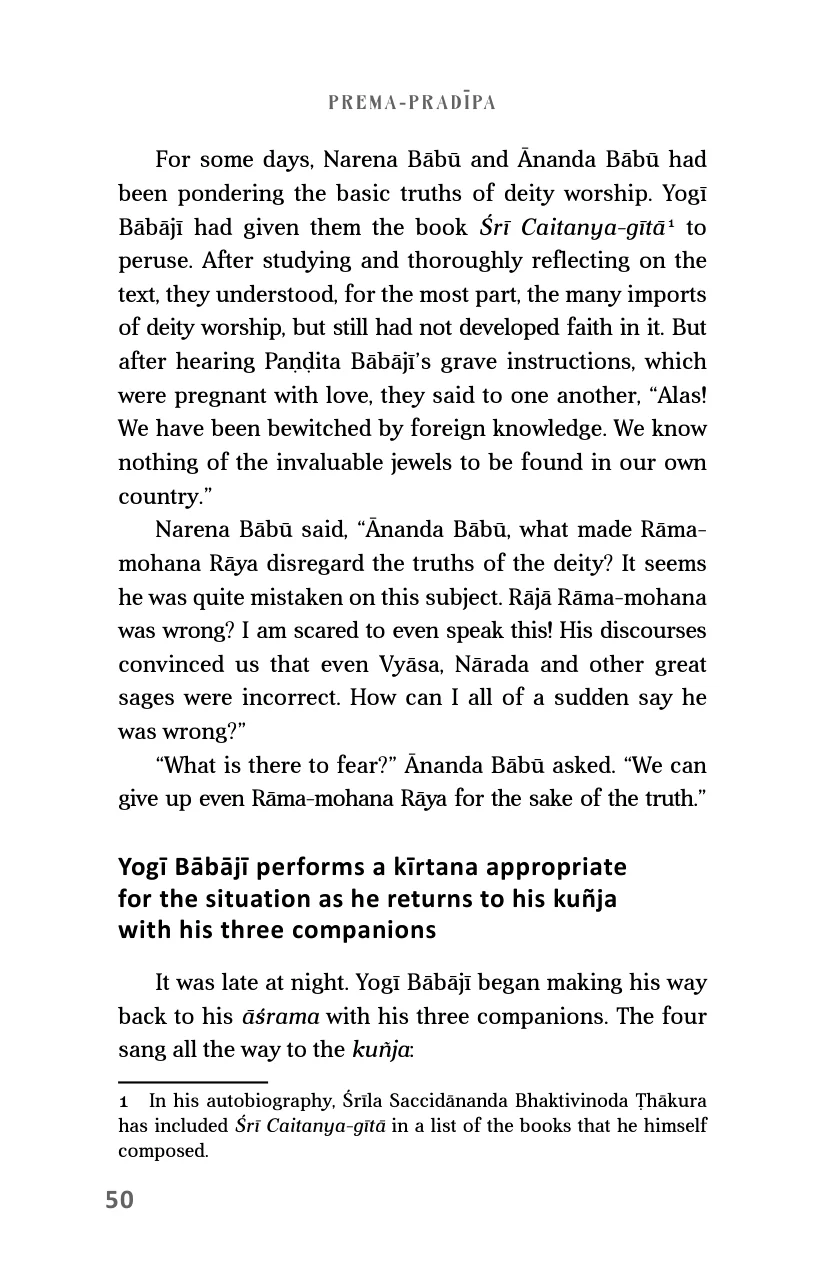 PREMA-PRADĪPA
For some days, Narena Bābū and Ānanda Bābū had
been pondering the basic truths of deity worship. Yogī
Bābājī had given them the book Śrī Caitanya-gītā¹ to
peruse. After studying and thoroughly reflecting on the
text, they understood, for the most part, the many imports
of deity worship, but still had not developed faith in it. But
after hearing Paṇḍita Bābājī’s grave instructions, which
were pregnant with love, they said to one another, “Alas!
We have been bewitched by foreign knowledge. We know
nothing of the invaluable jewels to be found in our own
country.”
Narena Bābū said, “Ānanda Bābū, what made Rāma-
mohana Rāya disregard the truths of the deity? It seems
he was quite mistaken on this subject. Rājā Rāma-mohana
was wrong? I am scared to even speak this! His discourses
convinced us that even Vyāsa, Nārada and other great
sages were incorrect. How can I all of a sudden say he
was wrong?”
“What is there to fear?” Ānanda Bābū asked. “We can
give up even Rāma-mohana Rāya for the sake of the truth.”
Yogī Bābājī performs a kīrtana appropriate
for the situation as he returns to his kuñja
with his three companions
It was late at night. Yogī Bābājī began making his way
back to his āśrama with his three companions. The four
sang all the way to the kuñja:
1 In his autobiography, Śrīla Saccidānanda Bhaktivinoda Ṭhākura
has included Śrī Caitanya-gītā in a list of the books that he himself
composed.
50